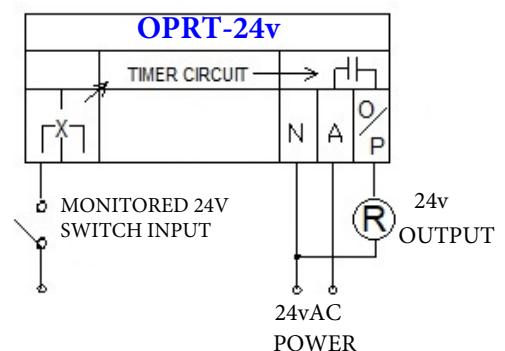 OPRT-24v
TIMER CIRCUIT
X
N
A
O/P
MONITORED 24V
SWITCH INPUT
R
24v
OUTPUT
24vAC
POWER